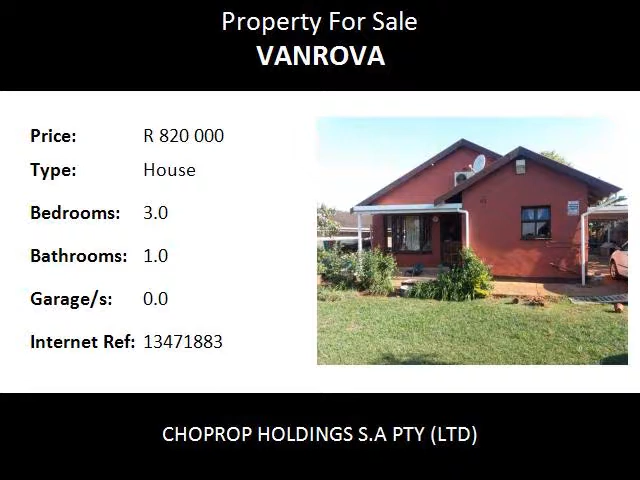 Property For Sale
VANROVA
Price: R 820 000
Type: House
Bedrooms: 3.0
Bathrooms: 1.0
Garage/s: 0.0
Internet Ref: 13471883
CHOPROP HOLDINGS S.A PTY (LTD)